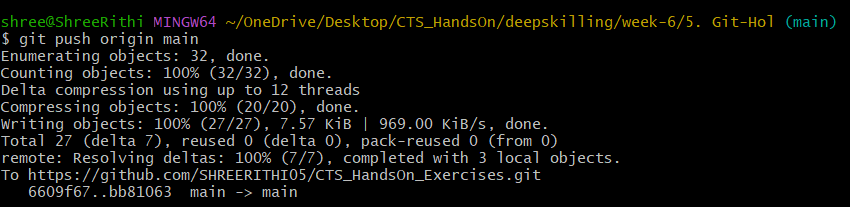 shree@ShreeRithi MINGW64 ~/OneDrive/Desktop/CTS_HandsOn/deepskilling/week-6/5. Git-Hol (main)
$ git push origin main
Enumerating objects: 32, done.
Counting objects: 100% (32/32), done.
Delta compression using up to 12 threads
Compressing objects: 100% (20/20), done.
Writing objects: 100% (27/27), 7.57 KiB | 969.00 KiB/s, done.
Total 27 (delta 7), reused 0 (delta 0), pack-reused 0 (from 0)
remote: Resolving deltas: 100% (7/7), completed with 3 local objects.
To https://github.com/SHREERITHI05/CTS_HandsOn_Exercises.git
   6609f67..bb81063  main -> main